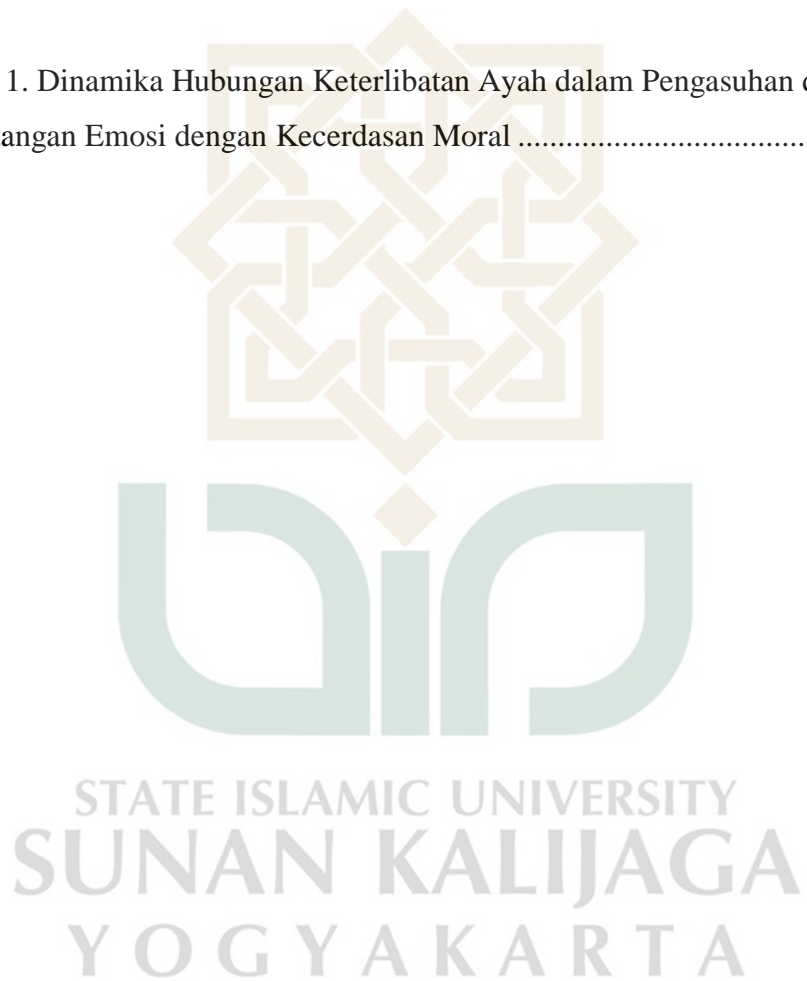 1. Dinamika Hubungan Keterlibatan Ayah dalam Pengasuhan
angan Emosi dengan Kecerdasan Moral ....................................
STATE ISLAMIC UNIVERSITY
SUNAN KALIJAGA
YOGYAKARTA